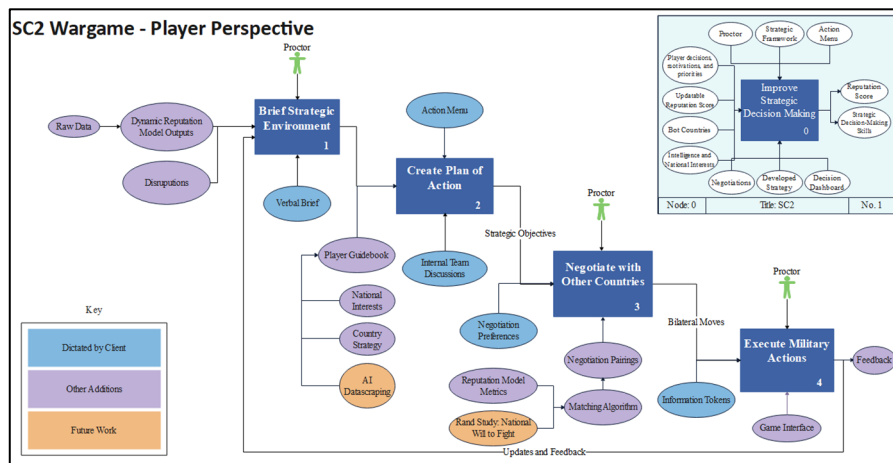 SC2 Wargame - Player Perspective
Proctor
Brief Strategic
Environment
1
Raw Data
Dynamic Reputation
Model Outputs
Disruptions
Verbal Brief
Action Menu
Create Plan of
Action
2
Internal Team
Discussions
Player Guidebook
National
Interests
Country
Strategy
AI
Datascraping
Strategic Objectives
Proctor
Negotiate with
Other Countries
3
Negotiation
Preferences
Negotiation Pairings
Reputation Model
Metrics
Rand Study: National
Will to Fight
Matching Algorithm
Bilateral Moves
Information Tokens
Proctor
Execute Military
Actions
4
Feedback
Game Interface
Updates and Feedback
Key
Dictated by Client
Other Additions
Future Work
Proctor
Strategic
Framework
Action
Menu
Player decisions,
motivations, and
priorities
Updatable
Reputation Score
Bot Countries
Intelligence and
National Interests
Improve
Strategic
Decision Making
0
Reputation
Score
Strategic
Decision-Making
Skills
Negotiations
Developed
Strategy
Decision
Dashboard
Node: 0
Title: SC2
No. 1